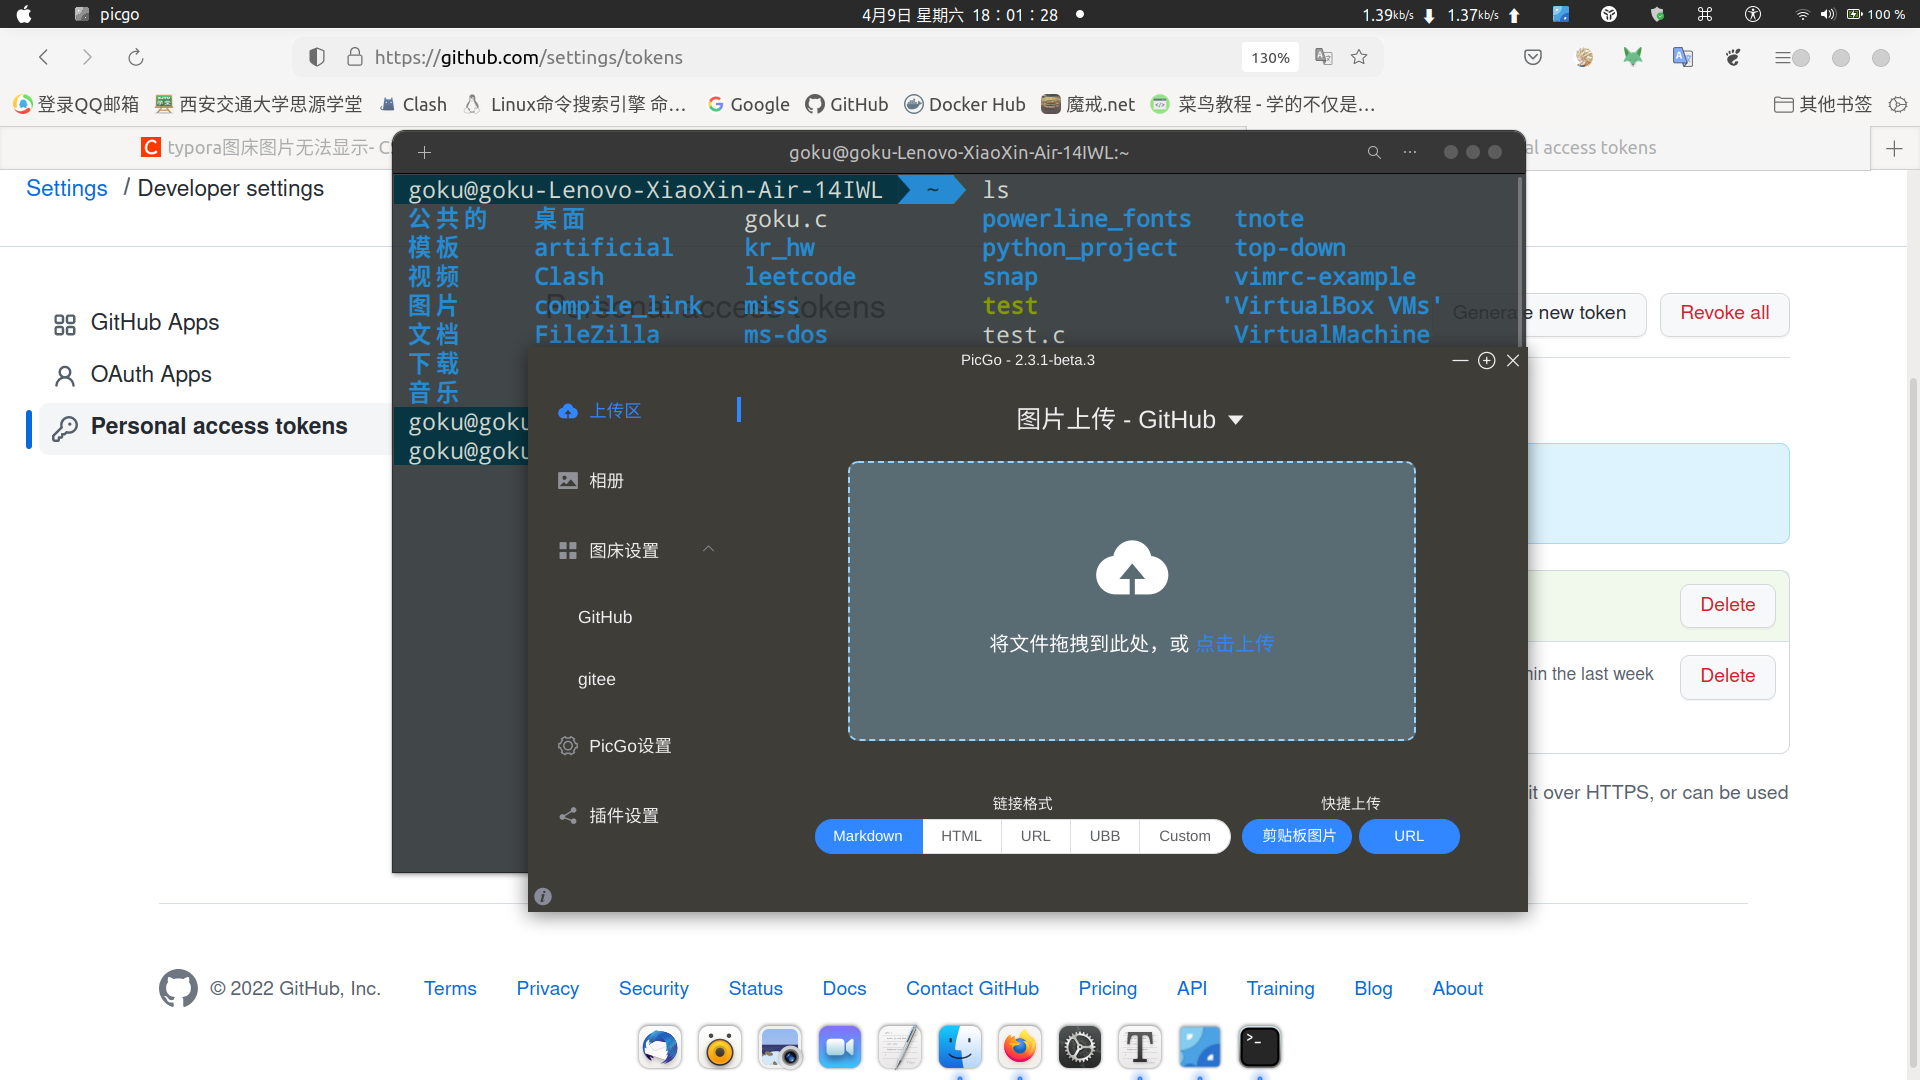 picgo
4月9日 星期六 18:01:28
1.39kb/s 1.37kb/s 100 %
https://github.com/settings/tokens
130%
登录QQ邮箱 西安交通大学思源学堂 Clash Linux命令搜索引擎 命... Google GitHub Docker Hub 魔戒.net 菜鸟教程 - 学的不仅是... 其他书签
typora图床图片无法显示- C
al access tokens
goku@goku-Lenovo-XiaoXin-Air-14IWL:~
Settings / Developer settings
goku@goku-Lenovo-XiaoXin-Air-14IWL ~ ls
公共的 桌面 goku.c powerline_fonts tnote
模板 artificial kr_hw python_project top-down
视频 Clash leetcode snap vimrc-example
图片 compile_link miss test 'VirtualBox VMs'
文档 FileZilla ms-dos test.c VirtualMachine
下载
音乐
goku@goku
goku@goku
Personal access tokens
Generate new token
Revoke all
GitHub Apps
OAuth Apps
Personal access tokens
Delete
in the last week
Delete
it over HTTPS, or can be used
PicGo - 2.3.1-beta.3
上传区
相册
图床设置
GitHub
gitee
PicGo设置
插件设置
图片上传 - GitHub
将文件拖拽到此处，或 点击上传
链接格式
Markdown HTML URL UBB Custom
快捷上传
剪贴板图片 URL
© 2022 GitHub, Inc. Terms Privacy Security Status Docs Contact GitHub Pricing API Training Blog About